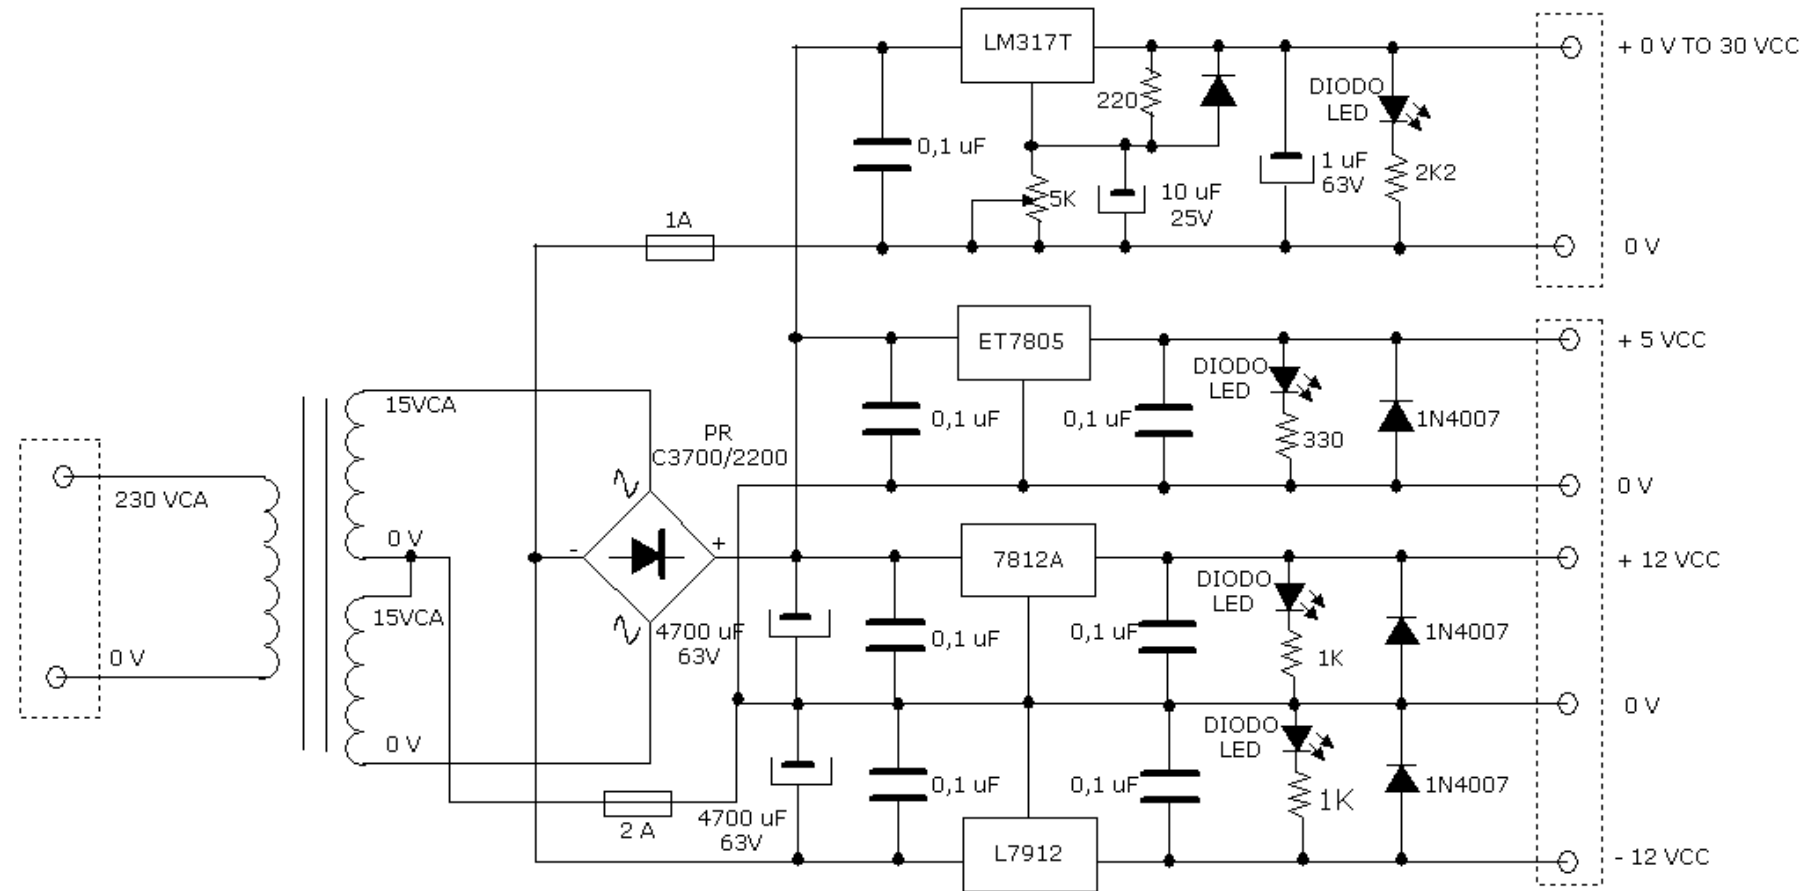 LM317T
+ 0 V TO 30 VCC
DIODO
LED
220
0,1 uF
1 uF
63V
2K2
5K
10 uF
25V
1A
0 V
ET7805
+ 5 VCC
DIODO
LED
15VCA
0,1 uF
0,1 uF
1N4007
330
PR
C3700/2200
230 VCA
0 V
0 V
-
+
7812A
+ 12 VCC
DIODO
LED
15VCA
4700 uF
63V
0,1 uF
0,1 uF
1N4007
1K
0 V
0 V
0 V
DIODO
LED
0,1 uF
0,1 uF
1N4007
1K
2 A
4700 uF
63V
L7912
- 12 VCC